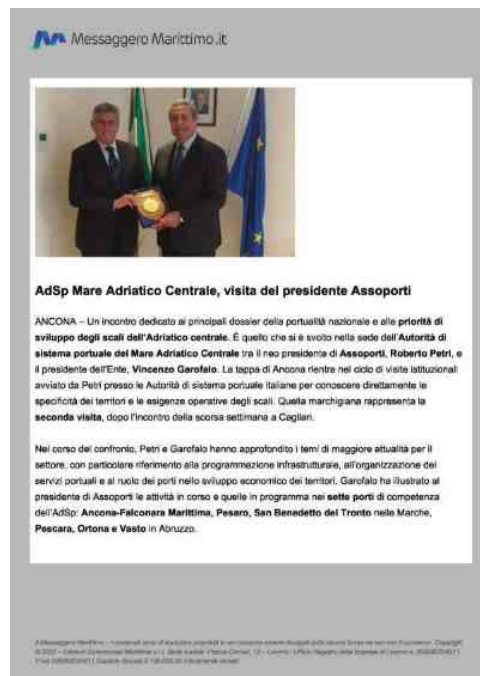 Messaggero Marittimo.it
AdSp Mare Adriatico Centrale, visita del presidente Assoporti
ANCONA – Un incontro dedicato ai principali dossier della portualità nazionale e alle priorità di
sviluppo degli scali dell'Adriatico centrale. È quello che si è svolto nella sede dell'Autorità di
sistema portuale del Mare Adriatico Centrale tra il neo presidente di Assoporti, Roberto Petri, e
il presidente dell'Ente, Vincenzo Garofalo. La tappa di Ancona rientra nel ciclo di visite istituzionali
avviato da Petri presso le Autorità di sistema portuale italiane per conoscere direttamente le
specificità dei territori e le esigenze operative degli scali. Quella marchigiana rappresenta la
seconda visita, dopo l'incontro della scorsa settimana a Cagliari.
Nel corso del confronto, Petri e Garofalo hanno approfondito i temi di maggiore attualità per il
settore, con particolare riferimento alla programmazione infrastrutturale, all'organizzazione dei
servizi portuali e al ruolo dei porti nello sviluppo economico dei territori. Garofalo ha illustrato al
presidente di Assoporti le attività in corso e quelle in programma nei sette porti di competenza
dell'AdSp: Ancona-Falconara Marittima, Pesaro, San Benedetto del Tronto nelle Marche,
Pescara, Ortona e Vasto in Abruzzo.